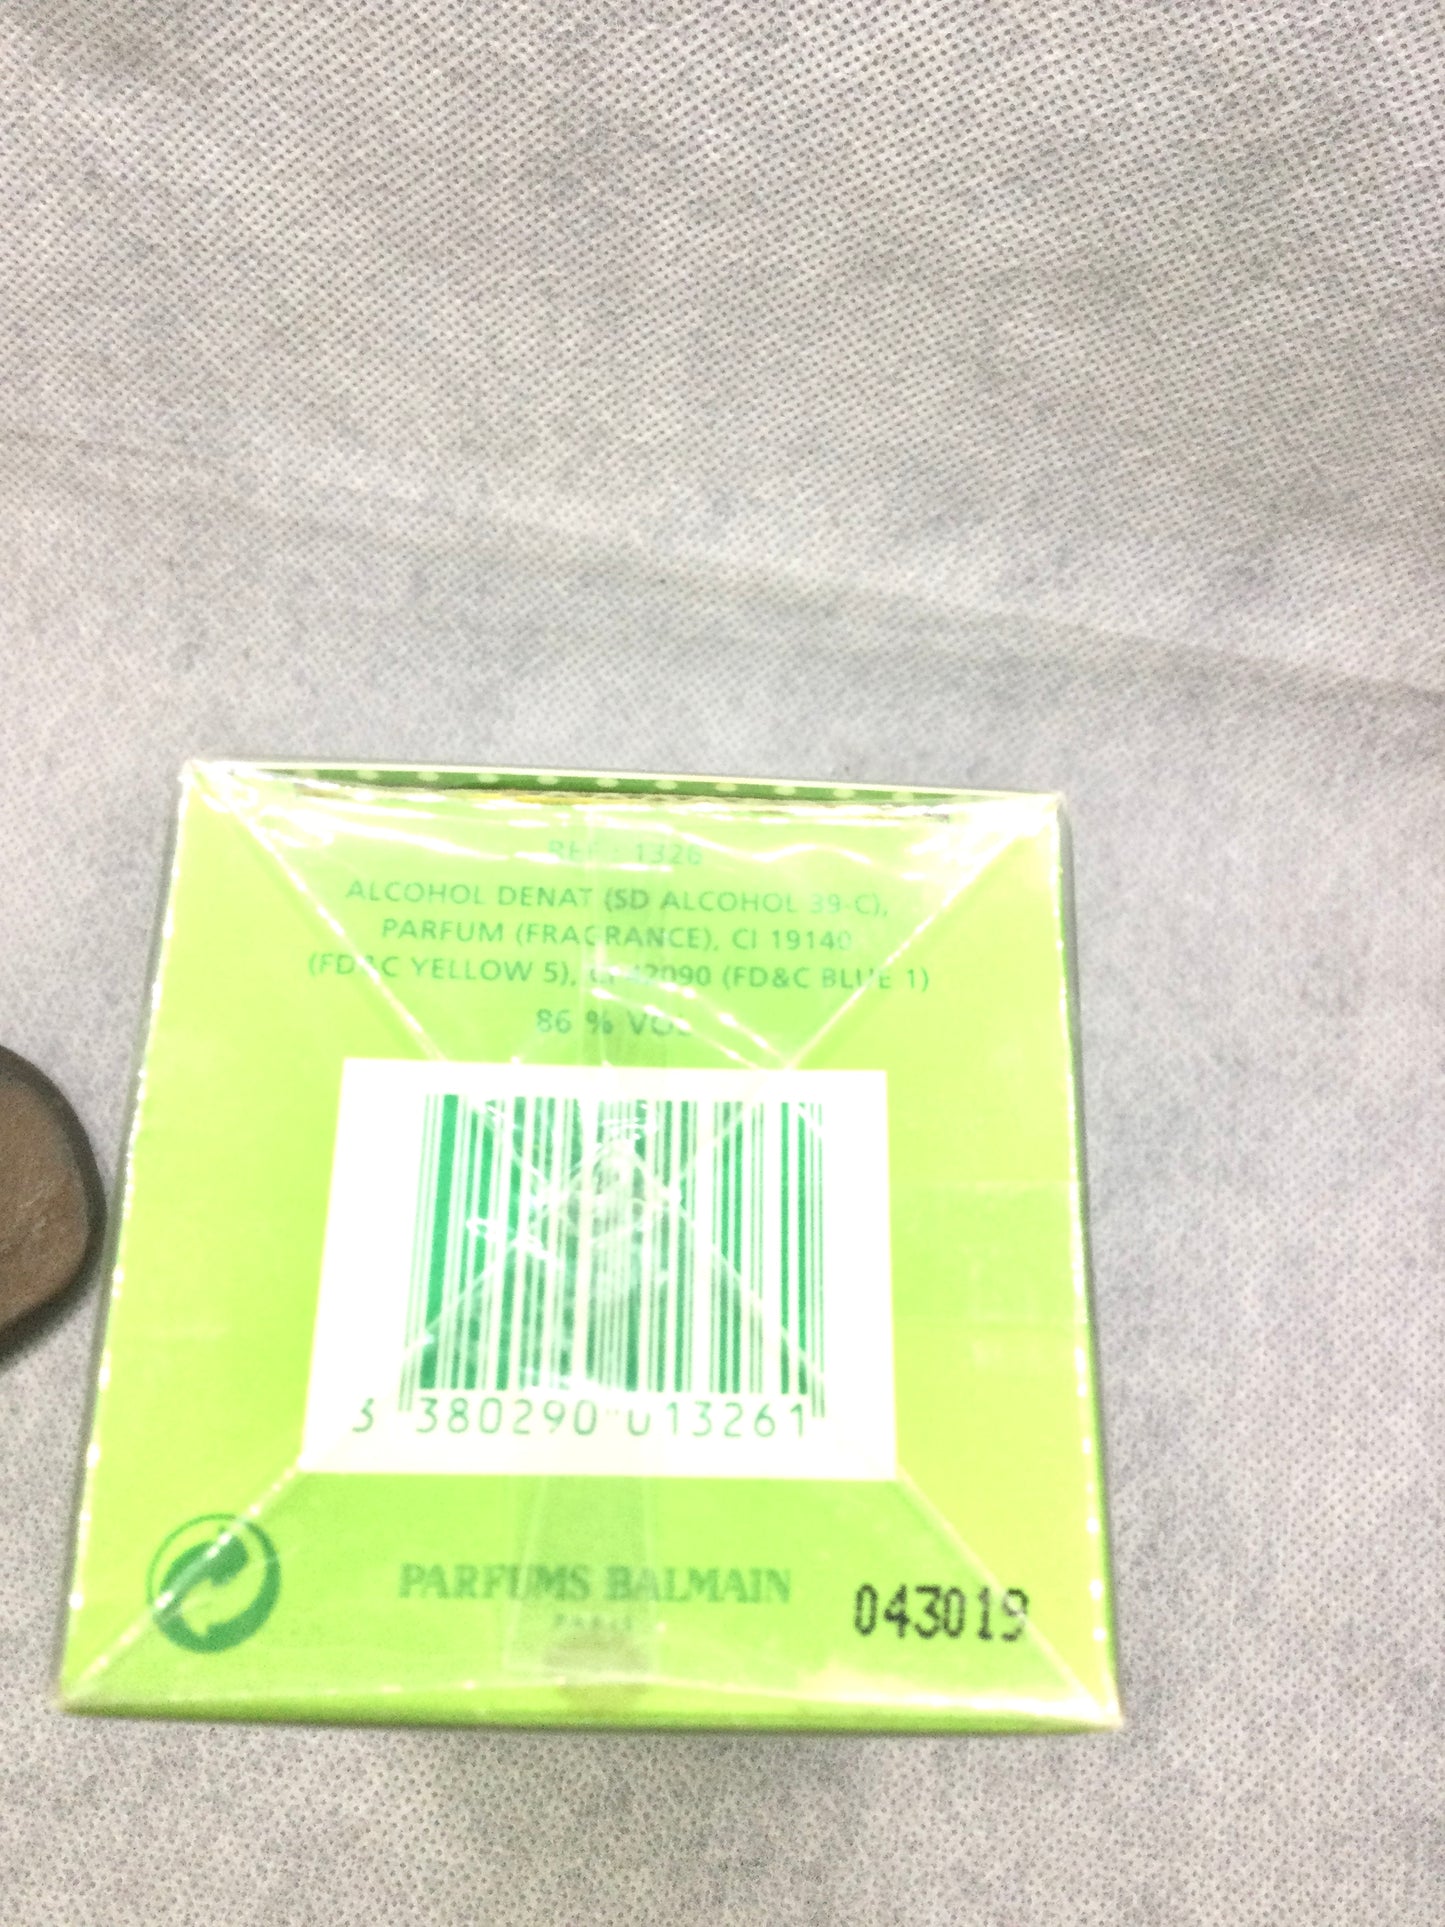 REF : 1326
ALCOHOL DENAT (SD ALCOHOL 39-C),
PARFUM (FRAGRANCE), CI 19140
(FD&C YELLOW 5), CI 42090 (FD&C BLUE 1)
86 % VOL
3 380290 013261
PARFUMS BALMAIN
PARIS
043019